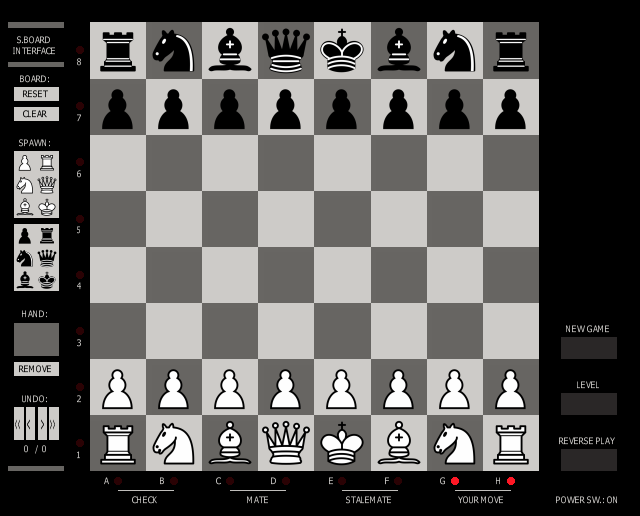 S.BOARD
INTERFACE
BOARD:
RESET
CLEAR
SPAWN:
HAND:
REMOVE
UNDO:
0 / 0
8
7
6
5
4
3
2
1
A B C D E F G H
CHECK MATE STALEMATE YOUR MOVE
NEW GAME
LEVEL
REVERSE PLAY
POWER SW.: ON